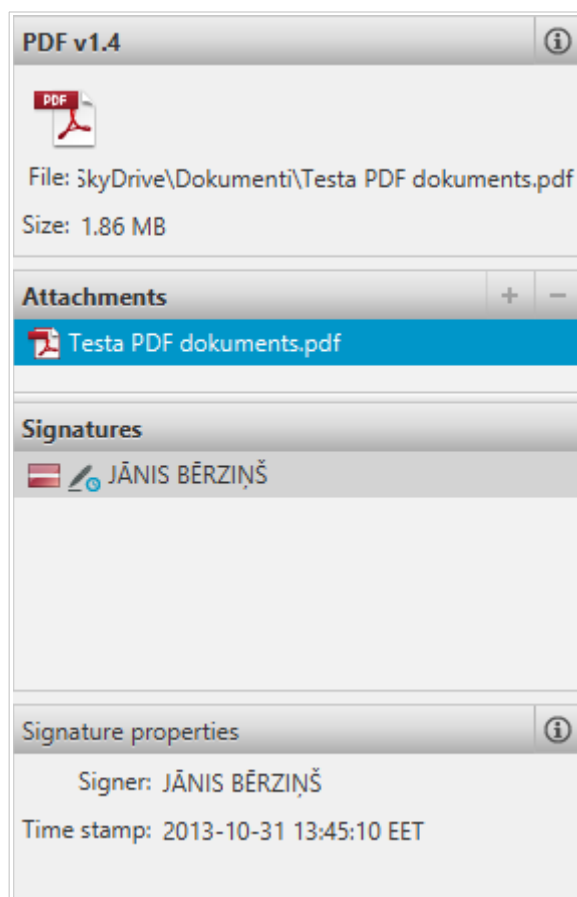 PDF v1.4
PDF
File: SkyDrive\Dokumenti\Testa PDF dokuments.pdf
Size: 1.86 MB
Attachments + −
Testa PDF dokuments.pdf
Signatures
JĀNIS BĒRZIŅŠ
Signature properties
Signer: JĀNIS BĒRZIŅŠ
Time stamp: 2013-10-31 13:45:10 EET